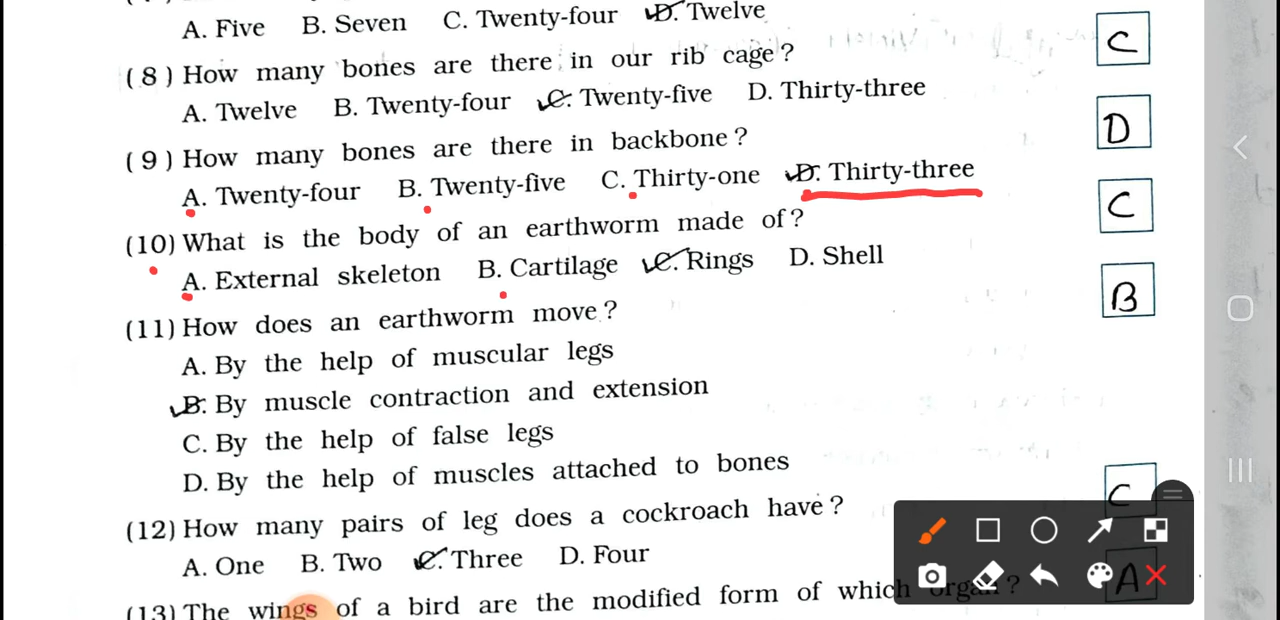 A. Five B. Seven C. Twenty-four D. Twelve
(8) How many bones are there in our rib cage? C
A. Twelve B. Twenty-four C. Twenty-five D. Thirty-three
(9) How many bones are there in backbone? D
A. Twenty-four B. Twenty-five C. Thirty-one D. Thirty-three
(10) What is the body of an earthworm made of? C
A. External skeleton B. Cartilage C. Rings D. Shell
(11) How does an earthworm move? B
A. By the help of muscular legs
B. By muscle contraction and extension
C. By the help of false legs
D. By the help of muscles attached to bones
(12) How many pairs of leg does a cockroach have? C
A. One B. Two C. Three D. Four
(13) The wings of a bird are the modified form of which organ? A